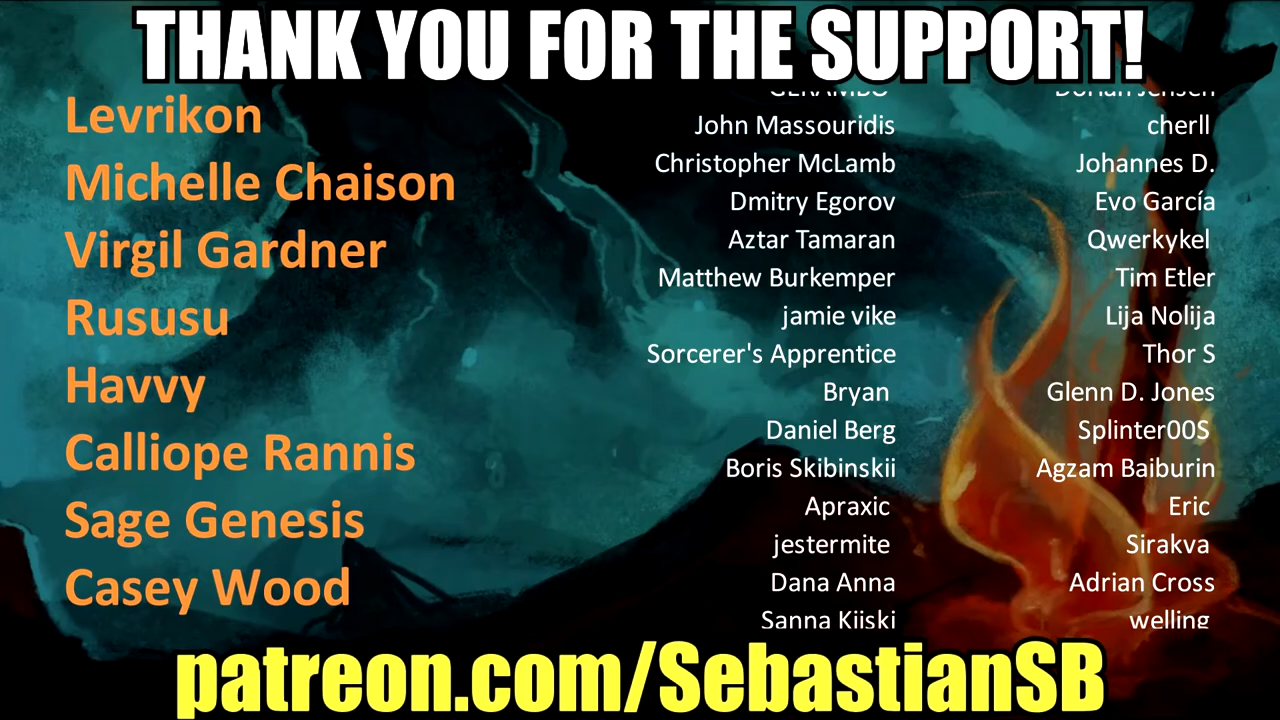 THANK YOU FOR THE SUPPORT!
Levrikon
Michelle Chaison
Virgil Gardner
Rususu
Havvy
Calliope Rannis
Sage Genesis
Casey Wood
John Massouridis
Christopher McLamb
Dmitry Egorov
Aztar Tamaran
Matthew Burkemper
jamie vike
Sorcerer's Apprentice
Bryan
Daniel Berg
Boris Skibinskii
Apraxic
jestermite
Dana Anna
Sanna Kiiski
Dorian Jensen
cherll
Johannes D.
Evo García
Qwerkykel
Tim Etler
Lija Nolija
Thor S
Glenn D. Jones
Splinter00S
Agzam Baiburin
Eric
Sirakva
Adrian Cross
welling
patreon.com/SebastianSB